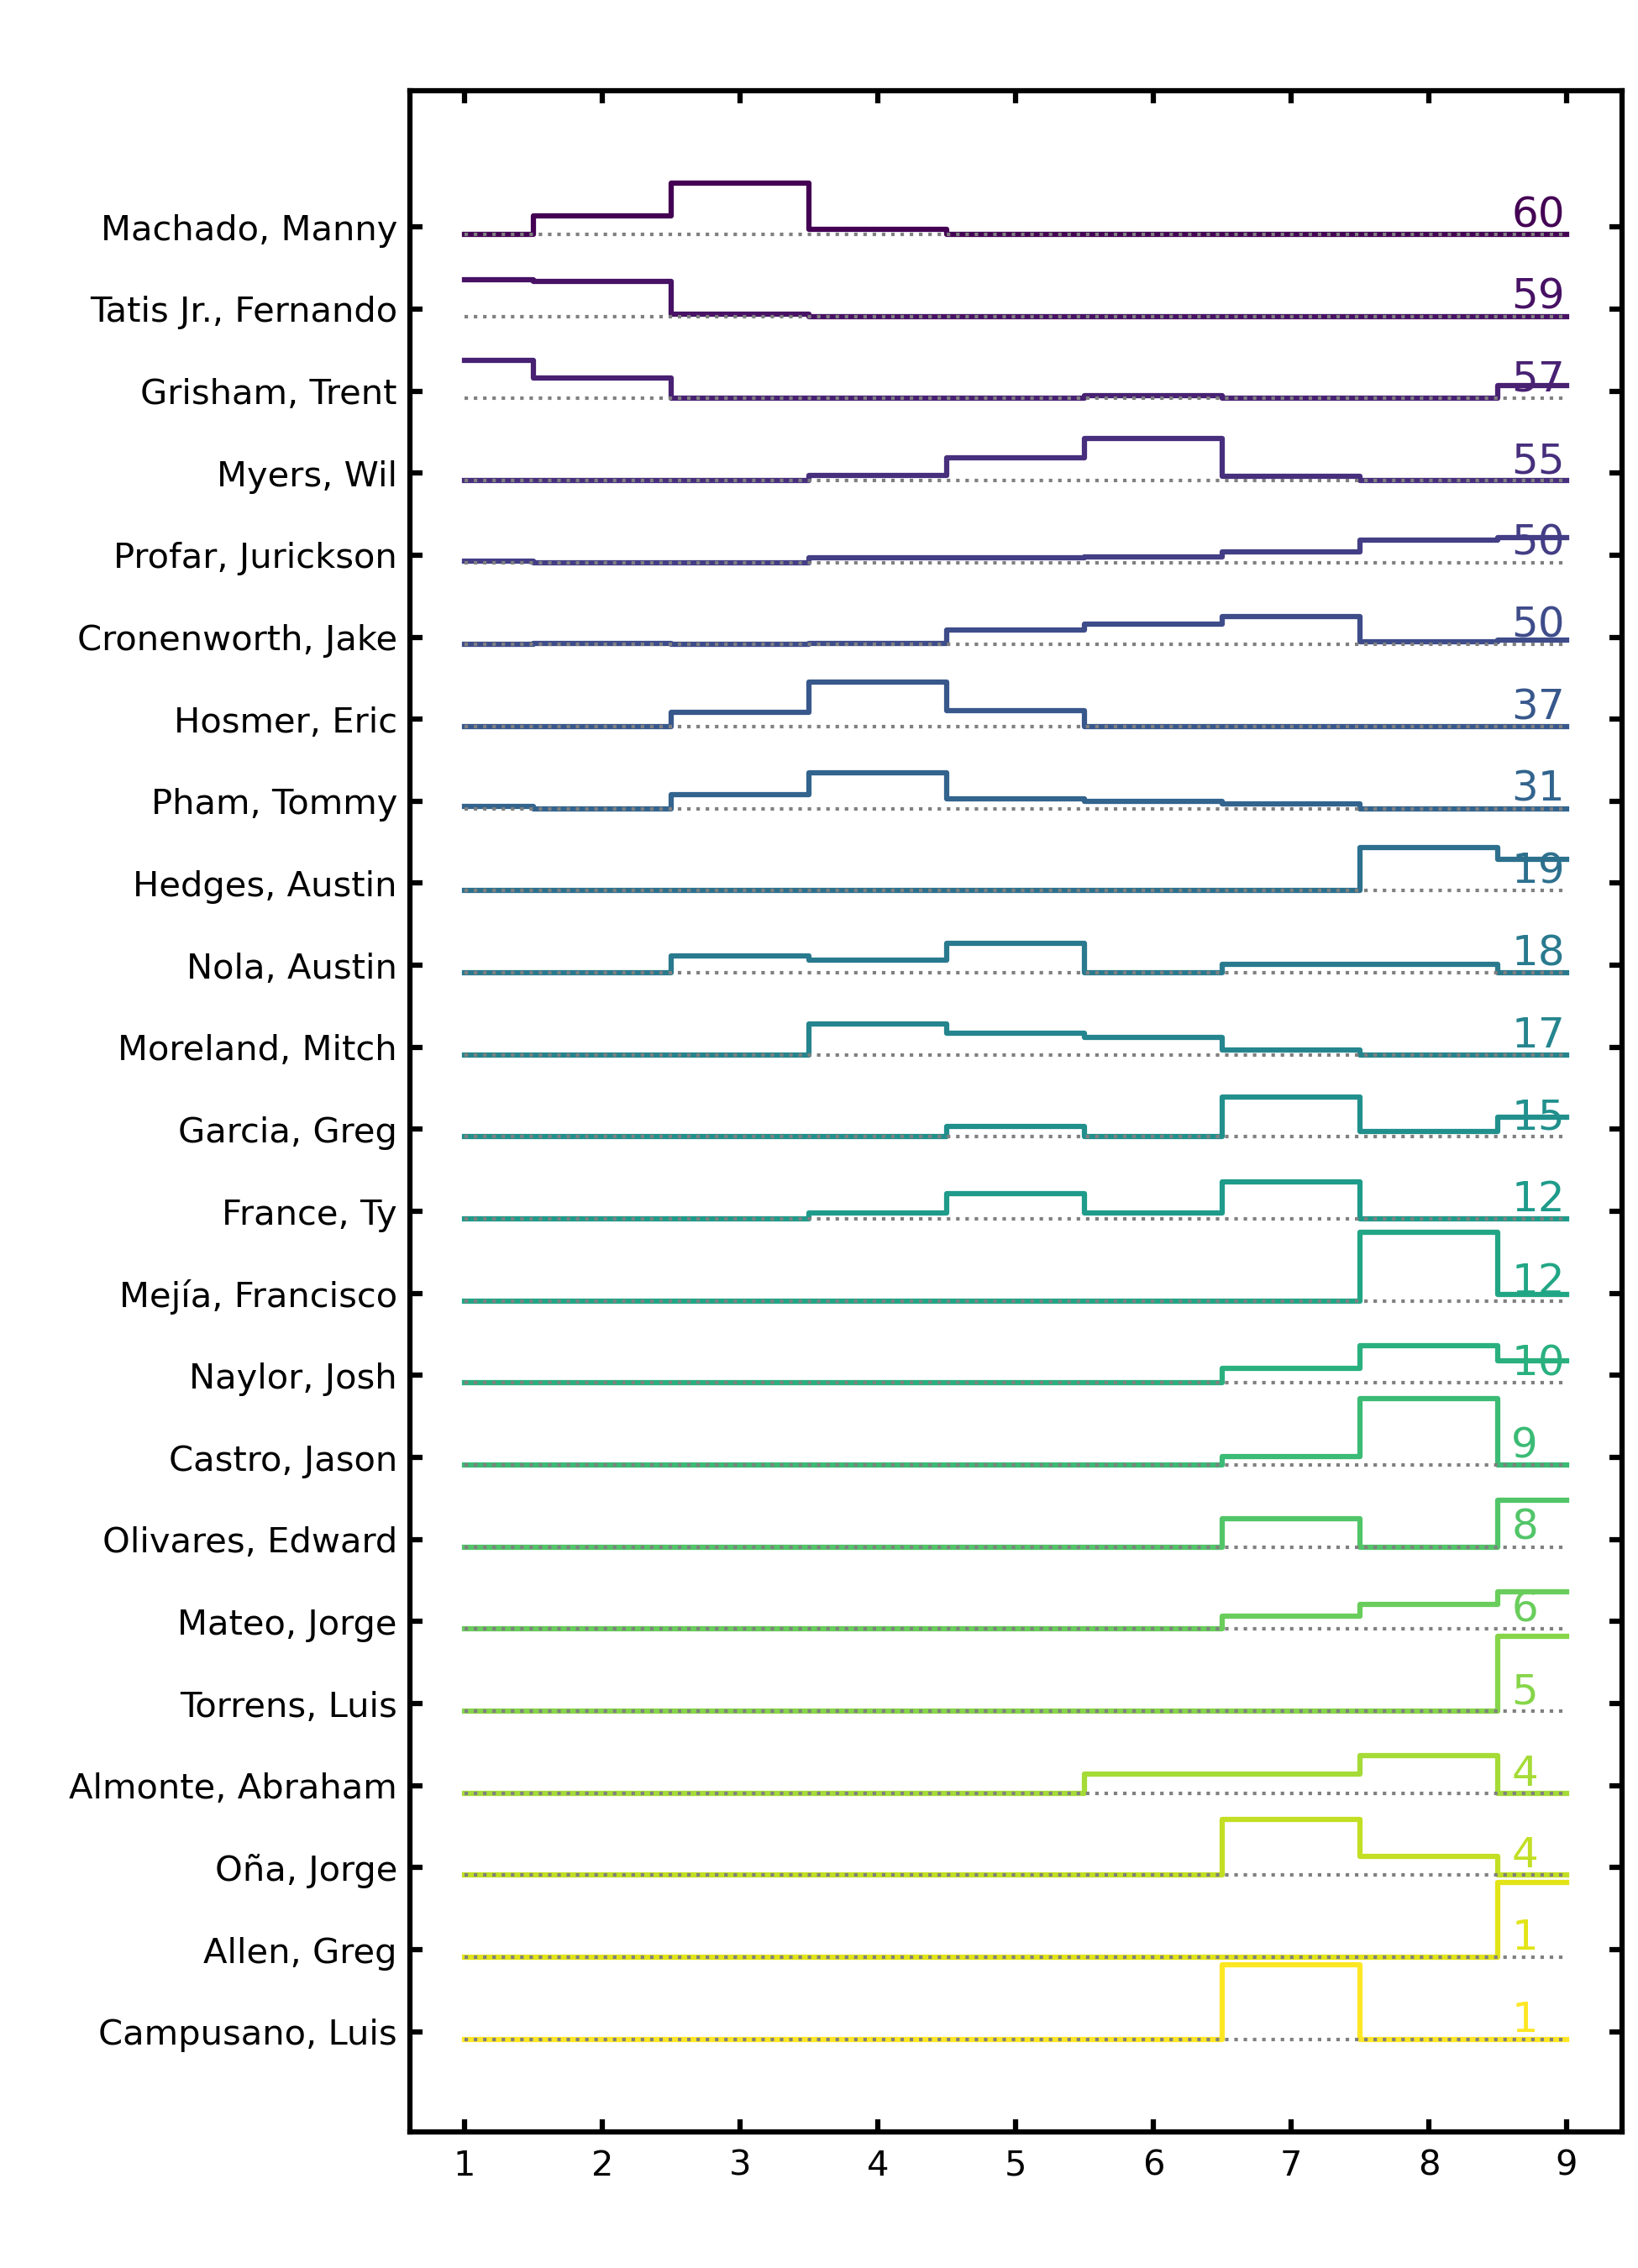 Machado, Manny 60
Tatis Jr., Fernando 59
Grisham, Trent 57
Myers, Wil 55
Profar, Jurickson 50
Cronenworth, Jake 50
Hosmer, Eric 37
Pham, Tommy 31
Hedges, Austin 19
Nola, Austin 18
Moreland, Mitch 17
Garcia, Greg 15
France, Ty 12
Mejía, Francisco 12
Naylor, Josh 10
Castro, Jason 9
Olivares, Edward 8
Mateo, Jorge 6
Torrens, Luis 5
Almonte, Abraham 4
Oña, Jorge 4
Allen, Greg 1
Campusano, Luis 1
1 2 3 4 5 6 7 8 9